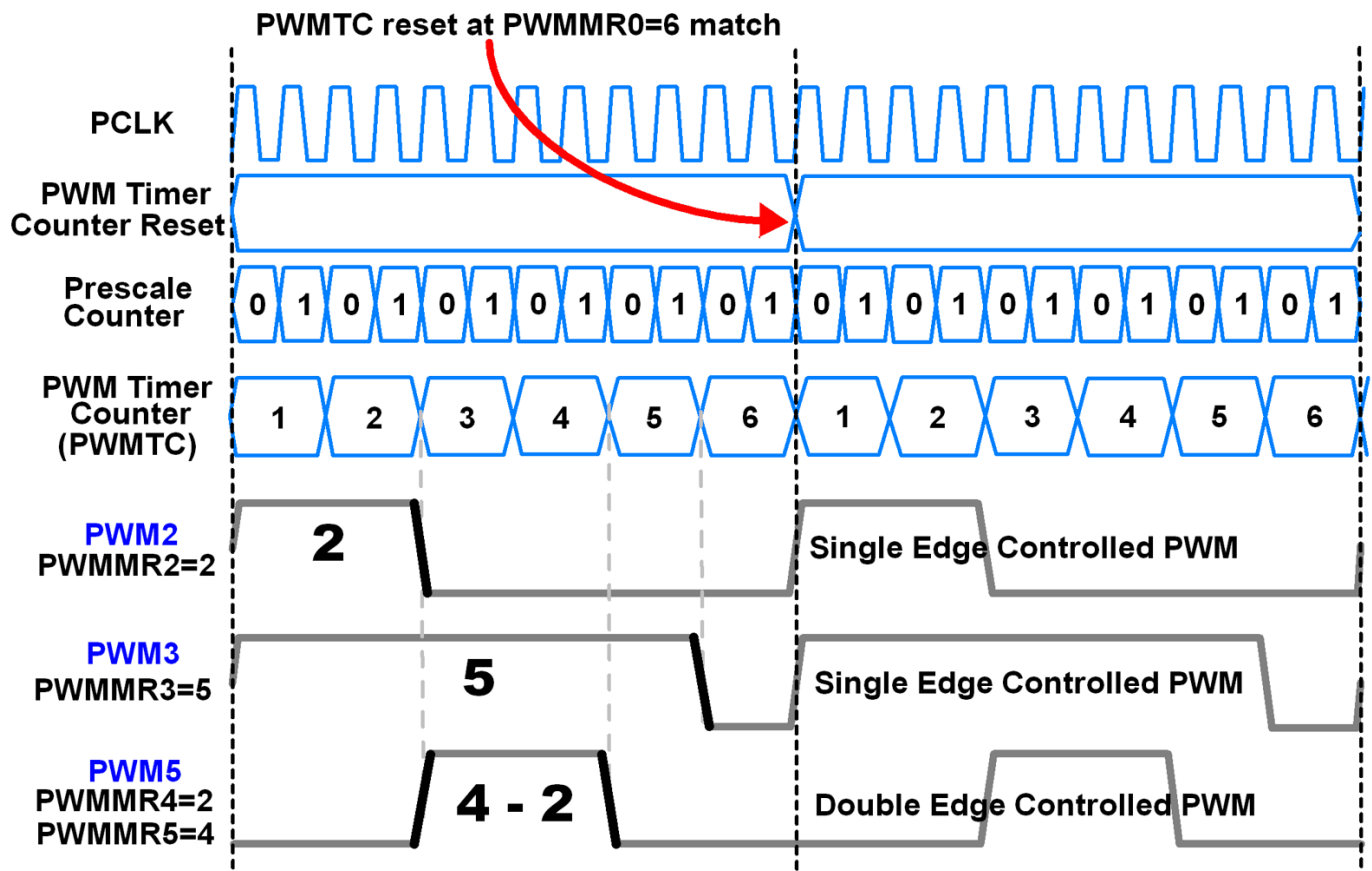 PWMTC reset at PWMMR0=6 match
PCLK
PWM Timer
Counter Reset
Prescale
Counter
0 1 0 1 0 1 0 1 0 1 0 1 0 1 0 1 0 1 0 1 0 1 0 1
PWM Timer
Counter
(PWMTC)
1 2 3 4 5 6 1 2 3 4 5 6
PWM2
PWMMR2=2
2
Single Edge Controlled PWM
PWM3
PWMMR3=5
5
Single Edge Controlled PWM
PWM5
PWMMR4=2
PWMMR5=4
4 - 2
Double Edge Controlled PWM